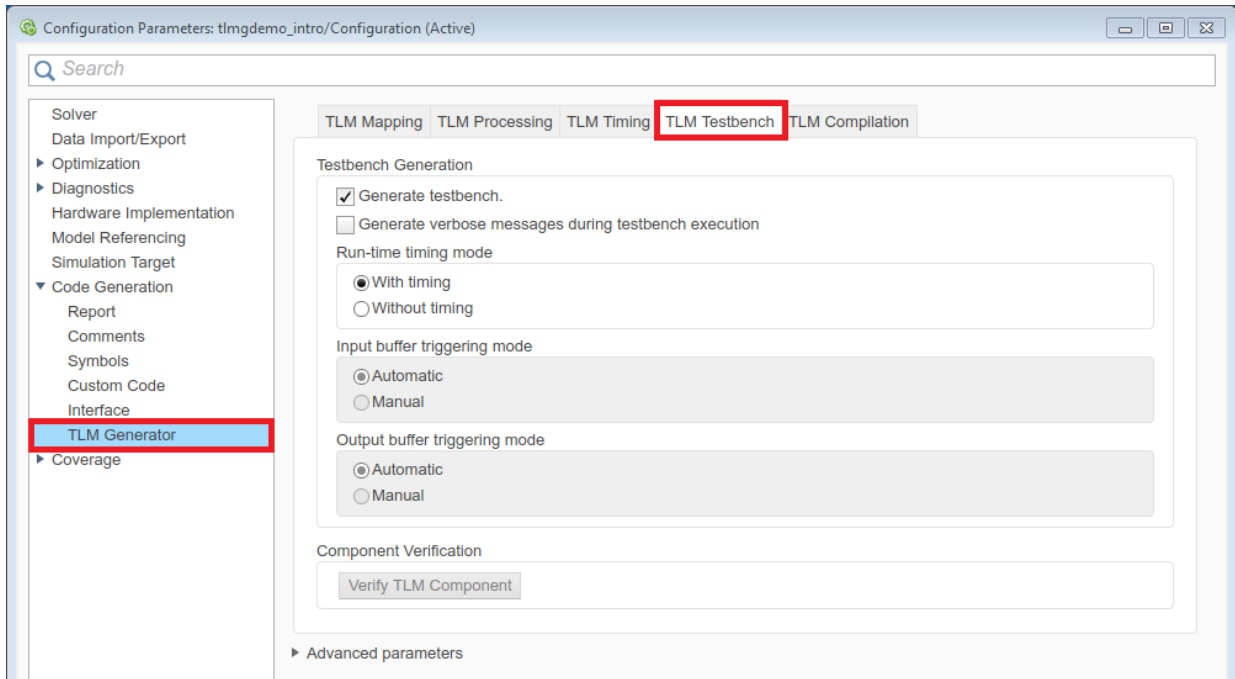 Configuration Parameters: tlmgdemo_intro/Configuration (Active)
Search
Solver
Data Import/Export
Optimization
Diagnostics
Hardware Implementation
Model Referencing
Simulation Target
Code Generation
Report
Comments
Symbols
Custom Code
Interface
TLM Generator
Coverage
TLM Mapping TLM Processing TLM Timing TLM Testbench TLM Compilation
Testbench Generation
Generate testbench.
Generate verbose messages during testbench execution
Run-time timing mode
With timing
Without timing
Input buffer triggering mode
Automatic
Manual
Output buffer triggering mode
Automatic
Manual
Component Verification
Verify TLM Component
Advanced parameters